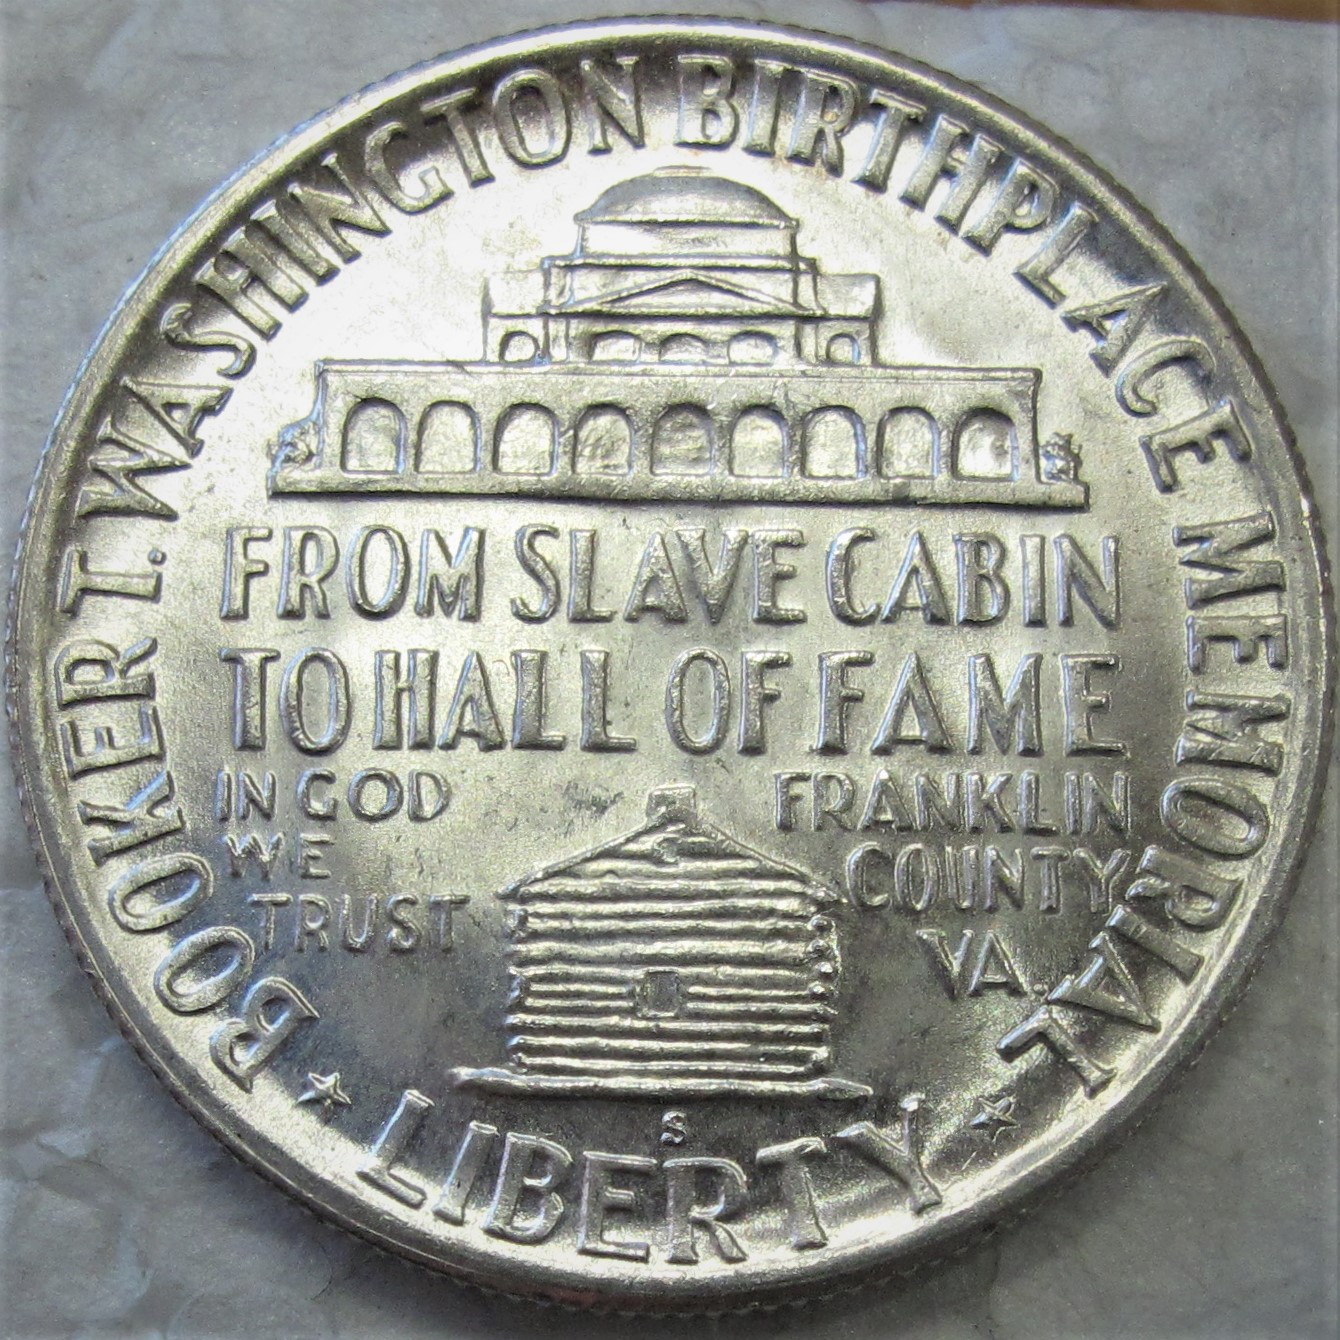 BOOKER T. WASHINGTON BIRTHPLACE MEMORIAL
FROM SLAVE CABIN
TO HALL OF FAME
IN GOD
WE
TRUST
FRANKLIN
COUNTY
VA.
S
LIBERTY